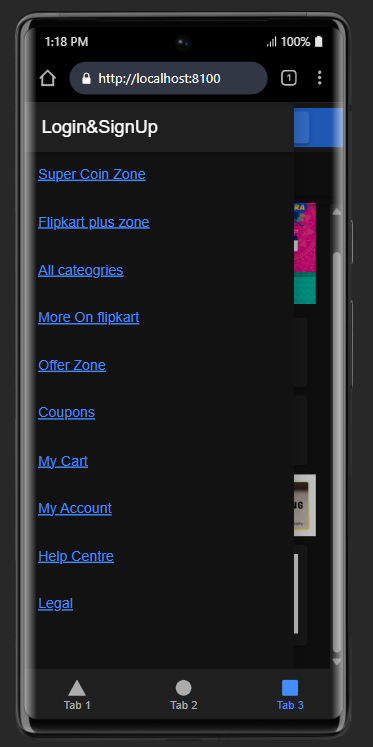 1:18 PM 100%
http://localhost:8100 1
Login&SignUp
Super Coin Zone
Flipkart plus zone
All cateogries
More On flipkart
Offer Zone
Coupons
My Cart
My Account
Help Centre
Legal
Tab 1 Tab 2 Tab 3